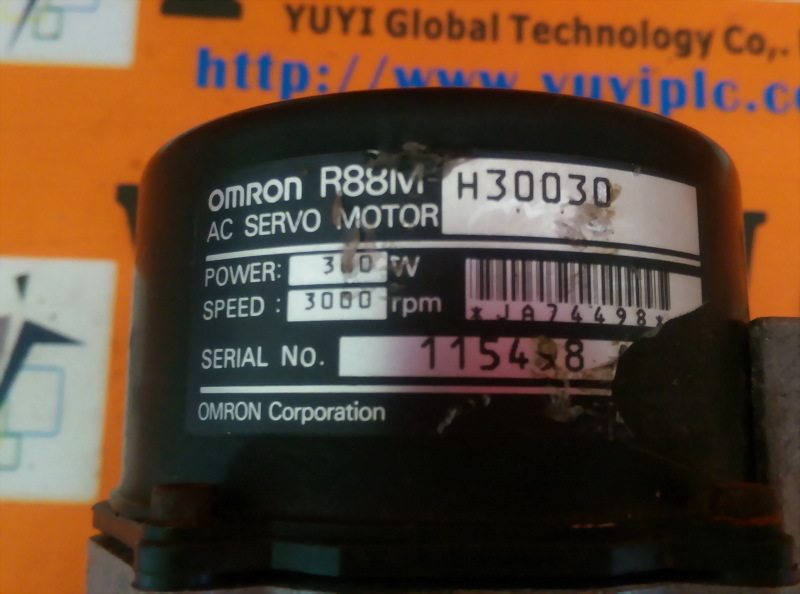 YUYI Global Technology Co,.
http://www.yuyiplc.c
OMRON R88M- H30030
AC SERVO MOTOR
POWER: 300 W
SPEED : 3000 rpm
*JA74498*
SERIAL No.
OMRON Corporation